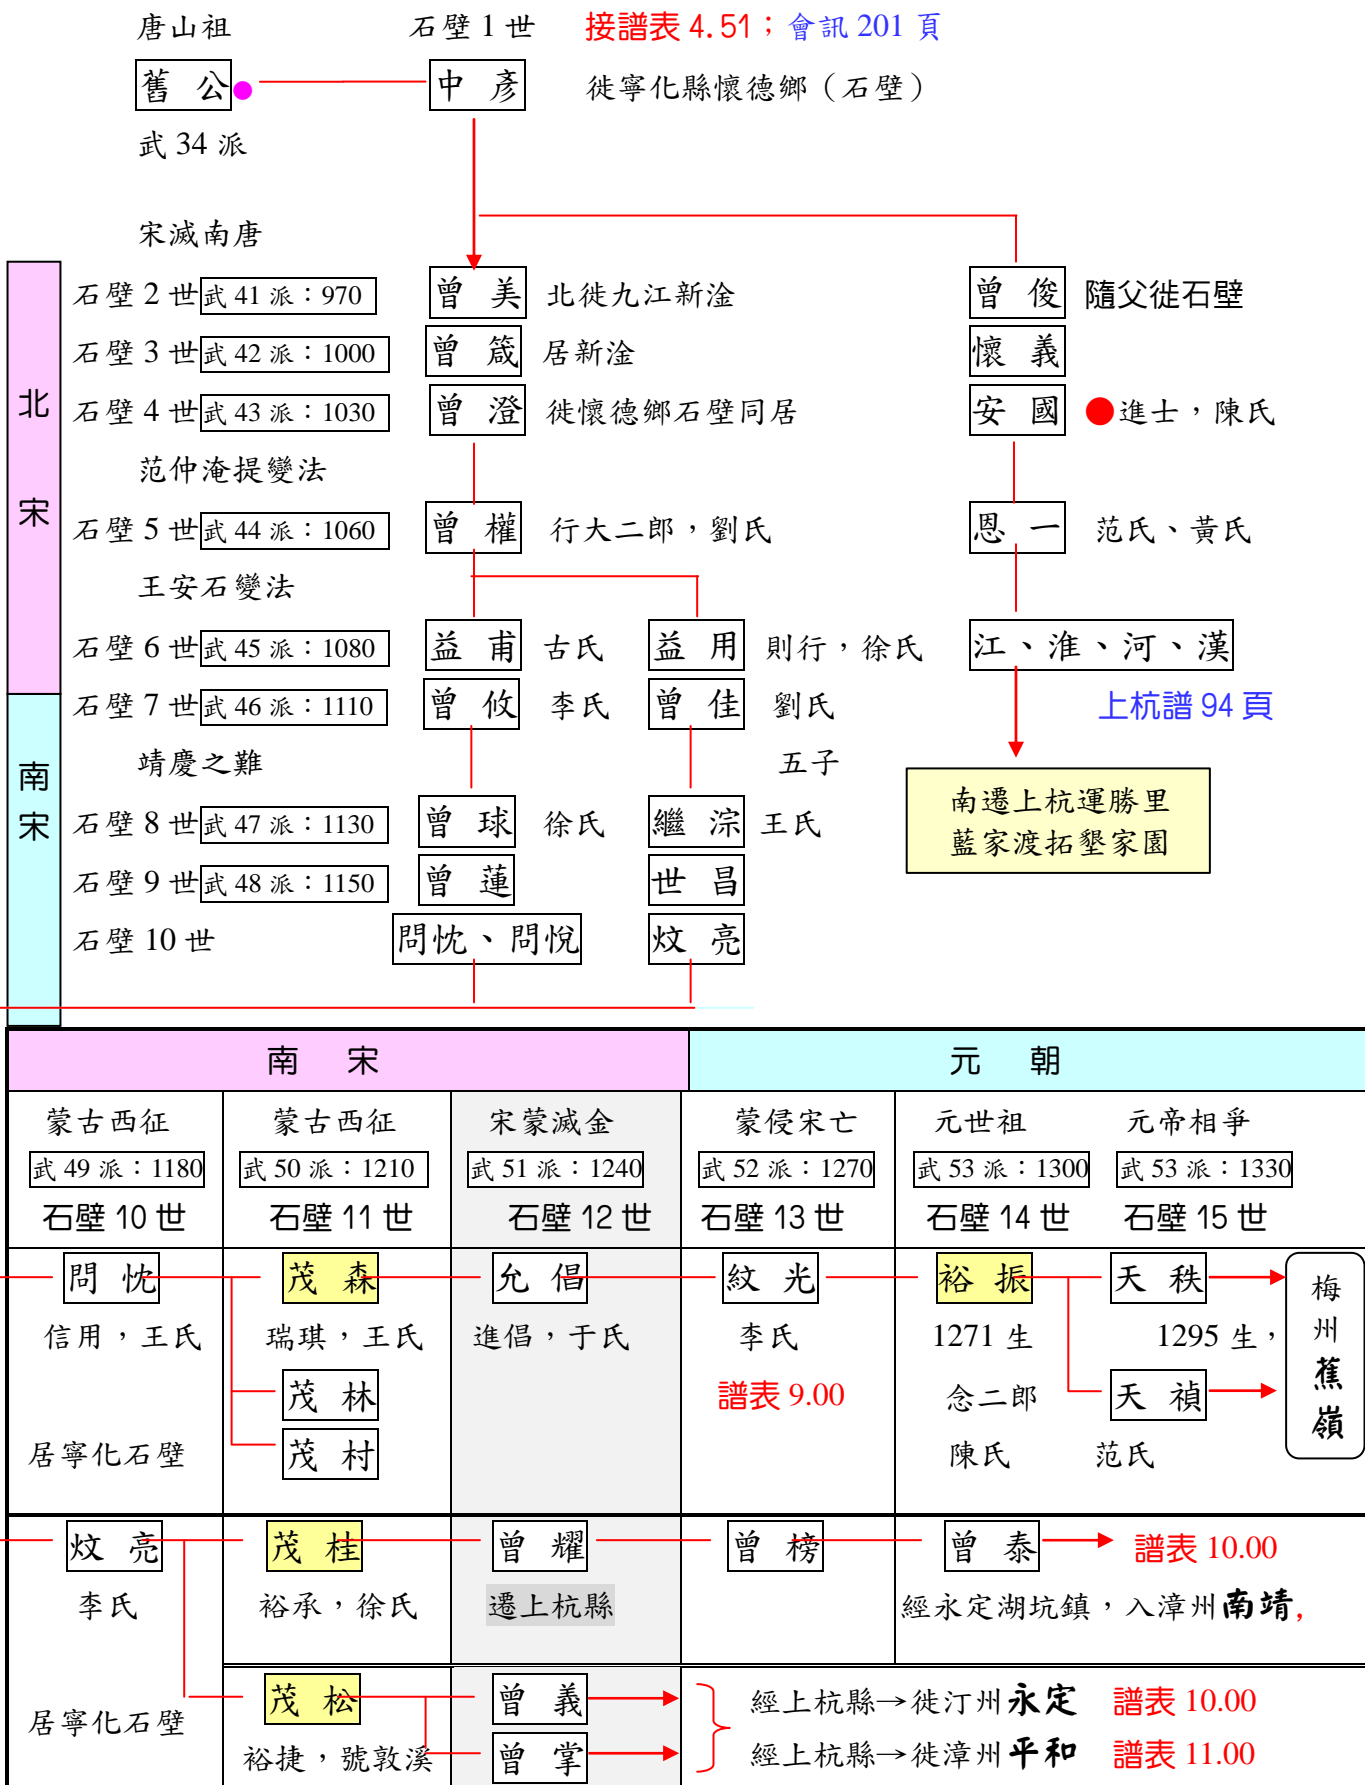 唐山祖 石壁 1 世 接譜表 4.51；會訊 201 頁
舊 公 中 彥 徙寧化縣懷德鄉（石壁）
武 34 派
宋滅南唐
北宋
石壁 2 世 武 41 派：970 曾 美 北徙九江新淦 曾 俊 隨父徙石壁
石壁 3 世 武 42 派：1000 曾 箴 居新淦 懷 義
石壁 4 世 武 43 派：1030 曾 澄 徙懷德鄉石壁同居 安 國 進士，陳氏
范仲淹提變法
石壁 5 世 武 44 派：1060 曾 權 行大二郎，劉氏 恩 一 范氏、黃氏
王安石變法
石壁 6 世 武 45 派：1080 益 甫 古氏 益 用 則行，徐氏 江、淮、河、漢
南宋
石壁 7 世 武 46 派：1110 曾 攸 李氏 曾 佳 劉氏 上杭譜 94 頁
靖慶之難 五子
南遷上杭運勝里
藍家渡拓墾家園
石壁 8 世 武 47 派：1130 曾 球 徐氏 繼 淙 王氏
石壁 9 世 武 48 派：1150 曾 蓮 世 昌
石壁 10 世 問忱、問悅 炆 亮
南 宋 元 朝
蒙古西征 蒙古西征 宋蒙滅金 蒙侵宋亡 元世祖 元帝相爭
武 49 派：1180 武 50 派：1210 武 51 派：1240 武 52 派：1270 武 53 派：1300 武 53 派：1330
石壁 10 世 石壁 11 世 石壁 12 世 石壁 13 世 石壁 14 世 石壁 15 世
問 忱 茂 森 允 倡 紋 光 裕 振 天 秩
梅州蕉嶺
信用，王氏 瑞琪，王氏 進倡，于氏 李氏 1271 生 1295 生，
茂 林 譜表 9.00 念二郎 天 禎
居寧化石壁 茂 村 陳氏 范氏
炆 亮 茂 桂 曾 耀 曾 榜 曾 泰 譜表 10.00
李氏 裕承，徐氏 遷上杭縣 經永定湖坑鎮，入漳州南靖,
居寧化石壁 茂 松 曾 義 經上杭縣→徙汀州永定 譜表 10.00
裕捷，號敦溪 曾 掌 經上杭縣→徙漳州平和 譜表 11.00